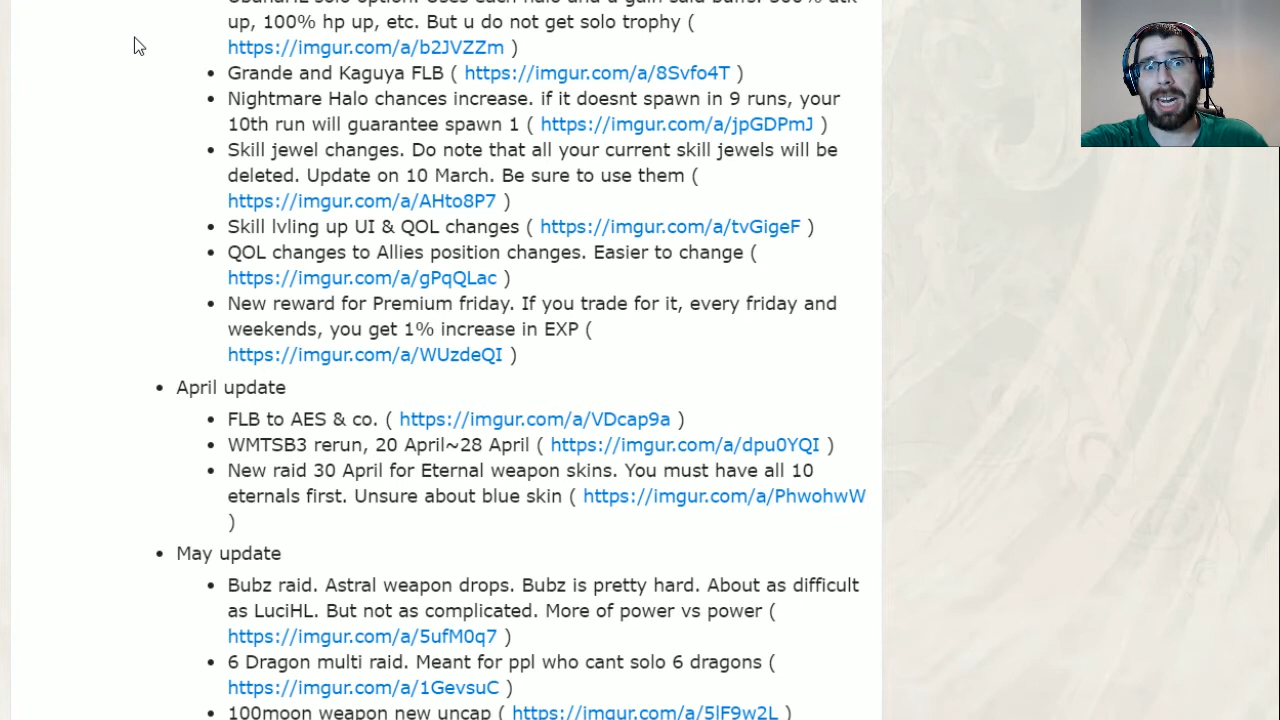 up, 100% hp up, etc. But u do not get solo trophy (
https://imgur.com/a/b2JVZZm )
Grande and Kaguya FLB ( https://imgur.com/a/8Svfo4T )
Nightmare Halo chances increase. if it doesnt spawn in 9 runs, your
10th run will guarantee spawn 1 ( https://imgur.com/a/jpGDPmJ )
Skill jewel changes. Do note that all your current skill jewels will be
deleted. Update on 10 March. Be sure to use them (
https://imgur.com/a/AHto8P7 )
Skill lvling up UI & QOL changes ( https://imgur.com/a/tvGigeF )
QOL changes to Allies position changes. Easier to change (
https://imgur.com/a/gPqQLac )
New reward for Premium friday. If you trade for it, every friday and
weekends, you get 1% increase in EXP (
https://imgur.com/a/WUzdeQI )
April update
FLB to AES & co. ( https://imgur.com/a/VDcap9a )
WMTSB3 rerun, 20 April~28 April ( https://imgur.com/a/dpu0YQI )
New raid 30 April for Eternal weapon skins. You must have all 10
eternals first. Unsure about blue skin ( https://imgur.com/a/PhwohwW
)
May update
Bubz raid. Astral weapon drops. Bubz is pretty hard. About as difficult
as LuciHL. But not as complicated. More of power vs power (
https://imgur.com/a/5ufM0q7 )
6 Dragon multi raid. Meant for ppl who cant solo 6 dragons (
https://imgur.com/a/1GevsuC )
100moon weapon new uncap ( https://imgur.com/a/5lF9w2L )